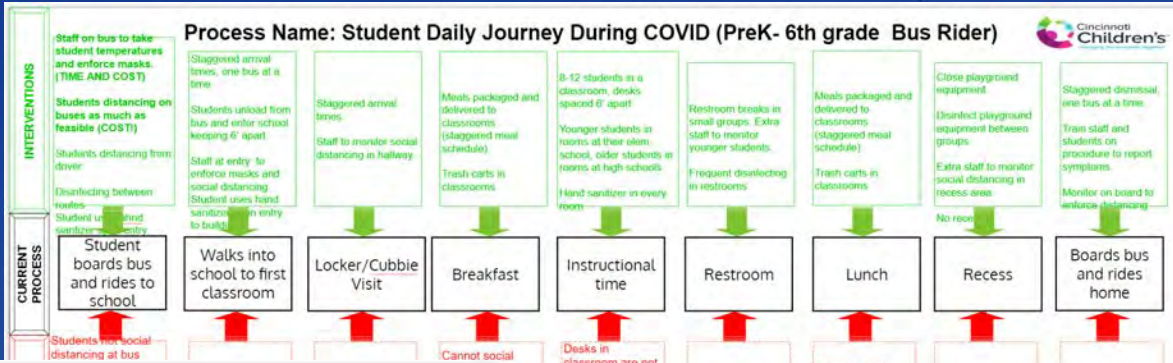 Process Name: Student Daily Journey During COVID (PreK- 6th grade Bus Rider)
Cincinnati
Children's
INTERVENTIONS
Staff on bus to take
student temperatures
and enforce masks.
(TIME AND COST)
Students distancing on
buses as much as
feasible (COST!)
Students distancing from
driver
Disinfecting between
routes
Student
sanitizer entry
Staggered arrival
times, one bus at a
time
Students unload from
bus and enter school
keeping 6' apart
Staff at entry to
enforce masks and
social distancing
Student uses hand
entry
to
Staggered arrival
times.
Staff to monitor social
distancing in hallway.
Meals packaged and
delivered to
classrooms
(staggered meal
schedule)
Trash carts in
classrooms
8-12 students in a
classroom, desks
spaced 6' apart
Younger students in
rooms at their elem
school, older students in
rooms at high schools
Hand sanitizer in every
room
Restroom breaks in
small groups. Extra
staff to monitor
younger students.
Frequent disinfecting
in restrooms
Meals packaged and
delivered to
classrooms
(staggered meal
schedule)
Trash carts in
classrooms
Close playground
equipment
Disinfect playground
equipment between
groups
Extra staff to monitor
social distancing in
recess area
No
Staggered dismissal,
one bus at a time.
Train staff and
students on
procedure to report
symptoms.
Monitor on board to
enforce distancing
CURRENT
PROCESS
Student
boards bus
and rides to
school
Walks into
school to first
classroom
Locker/Cubbie
Visit
Breakfast
Instructional
time
Restroom
Lunch
Recess
Boards bus
and rides
home
Students not social
distancing at bus
Cannot social
Desks in
classroom are not